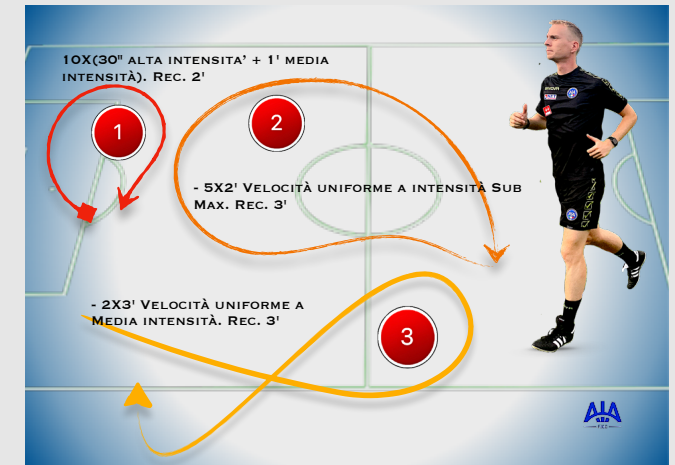 10X(30" ALTA INTENSITA' + 1' MEDIA
INTENSITÀ). REC. 2'
1
2
- 5X2' VELOCITÀ UNIFORME A INTENSITÀ SUB
MAX. REC. 3'
- 2X3' VELOCITÀ UNIFORME A
MEDIA INTENSITÀ. REC. 3'
3
AIA